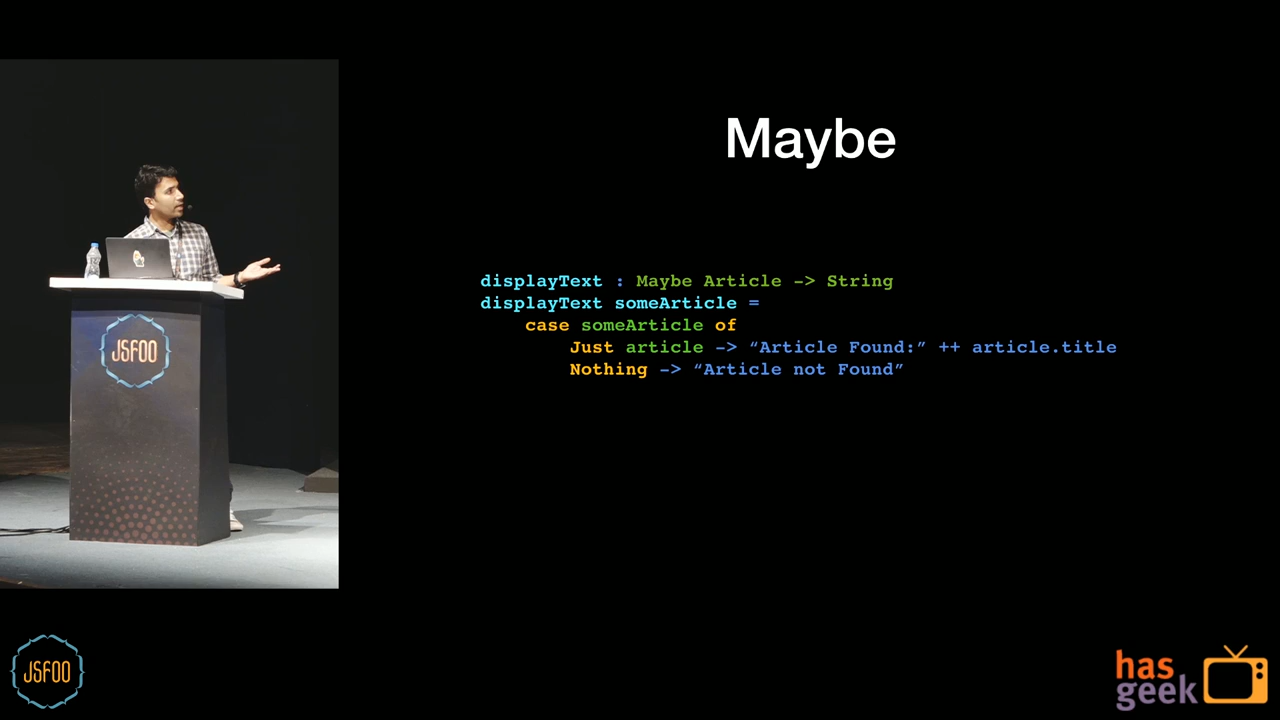 Maybe
displayText : Maybe Article -> String
displayText someArticle =
case someArticle of
Just article -> “Article Found:” ++ article.title
Nothing -> “Article not Found”
JSFOO
JSFOO
has
geek